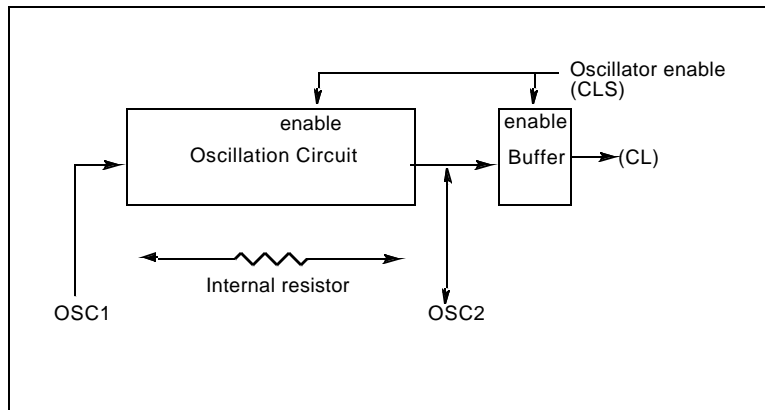 Oscillator enable
(CLS)
enable
Oscillation Circuit
enable
Buffer
(CL)
Internal resistor
OSC1
OSC2